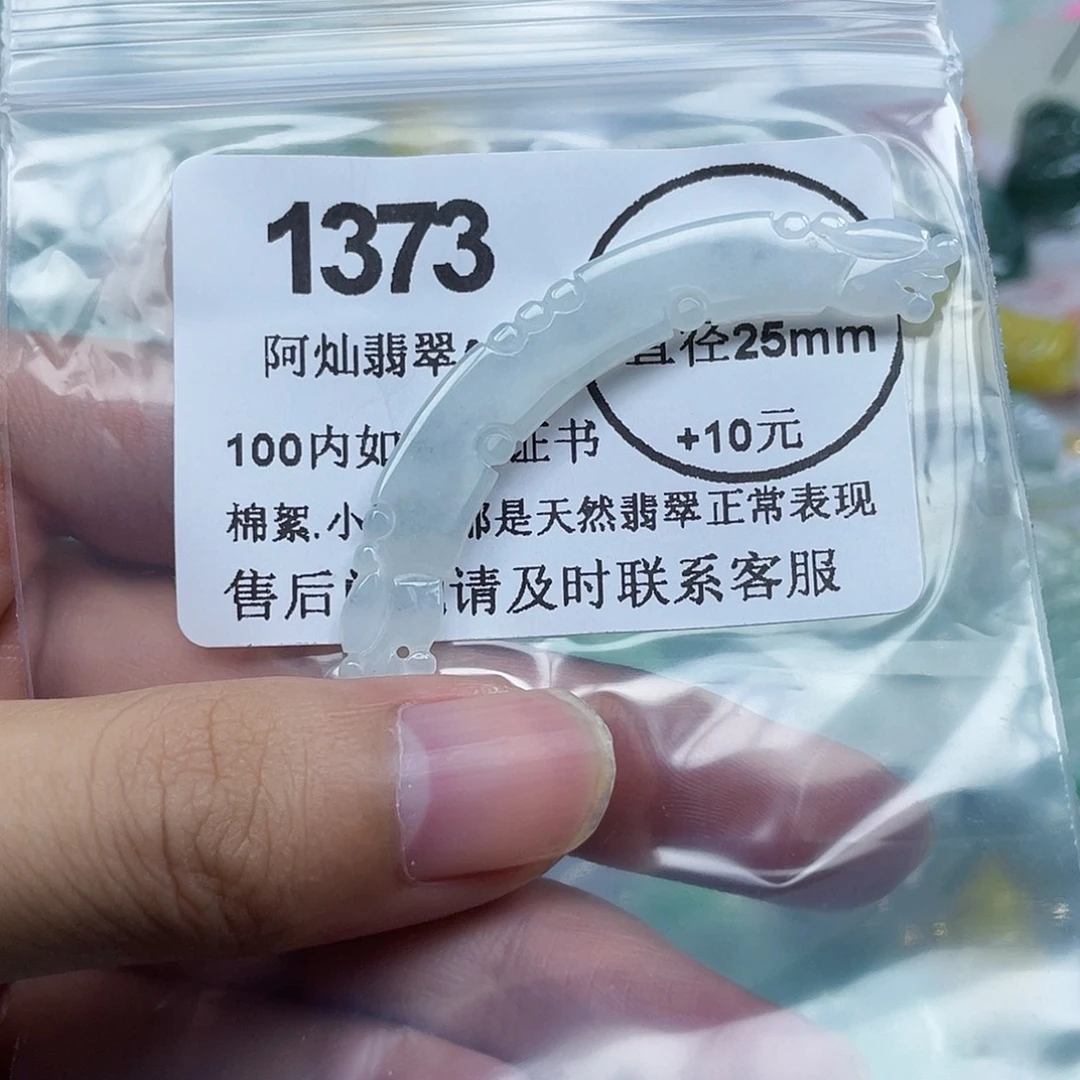 1373
阿灿翡翠
直径25mm
100内如 证书
+10元
棉絮.小 都是天然翡翠正常表现
售后 请及时联系客服